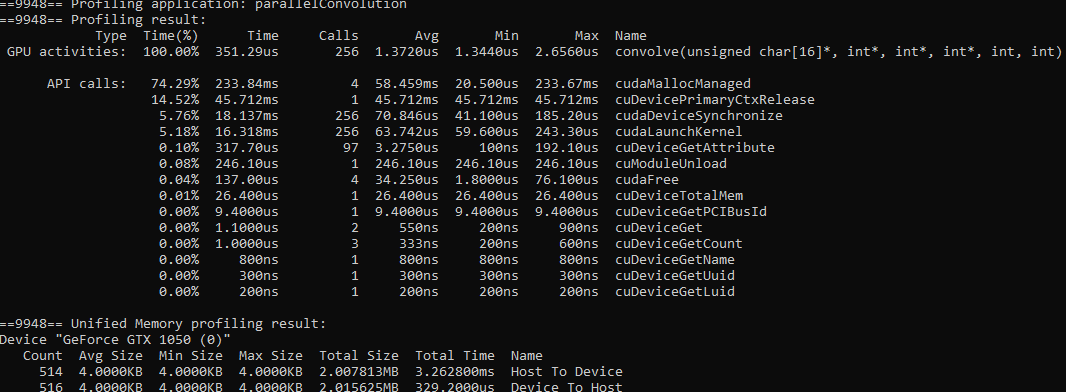 ==9948== Profiling application: parallelConvolution
==9948== Profiling result:
Type Time(%) Time Calls Avg Min Max Name
GPU activities: 100.00% 351.29us 256 1.3720us 1.3440us 2.6560us convolve(unsigned char[16]*, int*, int*, int*, int, int)
API calls: 74.29% 233.84ms 4 58.459ms 20.500us 233.67ms cudaMallocManaged
14.52% 45.712ms 1 45.712ms 45.712ms 45.712ms cuDevicePrimaryCtxRelease
5.76% 18.137ms 256 70.846us 41.100us 185.20us cudaDeviceSynchronize
5.18% 16.318ms 256 63.742us 59.600us 243.30us cudaLaunchKernel
0.10% 317.70us 97 3.2750us 100ns 192.10us cuDeviceGetAttribute
0.08% 246.10us 1 246.10us 246.10us 246.10us cuModuleUnload
0.04% 137.00us 4 34.250us 1.8000us 76.100us cudaFree
0.01% 26.400us 1 26.400us 26.400us 26.400us cuDeviceTotalMem
0.00% 9.4000us 1 9.4000us 9.4000us 9.4000us cuDeviceGetPCIBusId
0.00% 1.1000us 2 550ns 200ns 900ns cuDeviceGet
0.00% 1.0000us 3 333ns 200ns 600ns cuDeviceGetCount
0.00% 800ns 1 800ns 800ns 800ns cuDeviceGetName
0.00% 300ns 1 300ns 300ns 300ns cuDeviceGetUuid
0.00% 200ns 1 200ns 200ns 200ns cuDeviceGetLuid
==9948== Unified Memory profiling result:
Device "GeForce GTX 1050 (0)"
Count Avg Size Min Size Max Size Total Size Total Time Name
514 4.0000KB 4.0000KB 4.0000KB 2.007813MB 3.262800ms Host To Device
516 4.0000KB 4.0000KB 4.0000KB 2.015625MB 329.2000us Device To Host